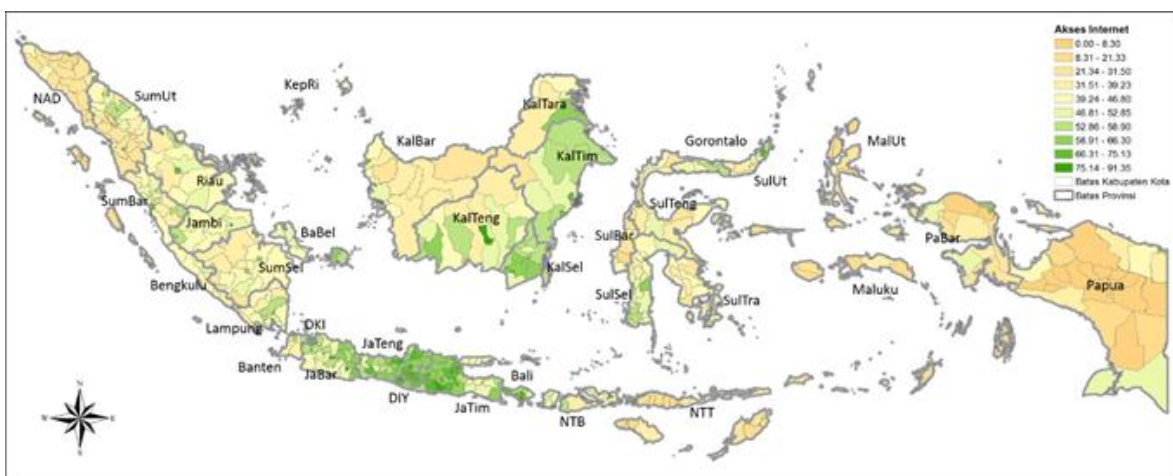 Akses Internet
0.00 - 8.30
8.31 - 21.33
21.34 - 31.50
31.51 - 39.23
39.24 - 46.80
46.81 - 52.85
52.86 - 58.90
58.91 - 66.30
66.31 - 75.13
75.14 - 91.35
Batas Kabupaten Kota
Batas Provinsi
NAD
SumUt
KepRi
KalTara
KalBar
KalTim
Gorontalo
MalUt
SulUt
Riau
SumBar
Jambi
BaBel
KalTeng
SulTeng
SulBar
PaBar
SumSel
KalSel
Bengkulu
SulSel
SulTra
Maluku
Papua
Lampung
DKI
JaTeng
Banten
JaBar
Bali
DIY
JaTim
NTB
NTT
N
W
E
S